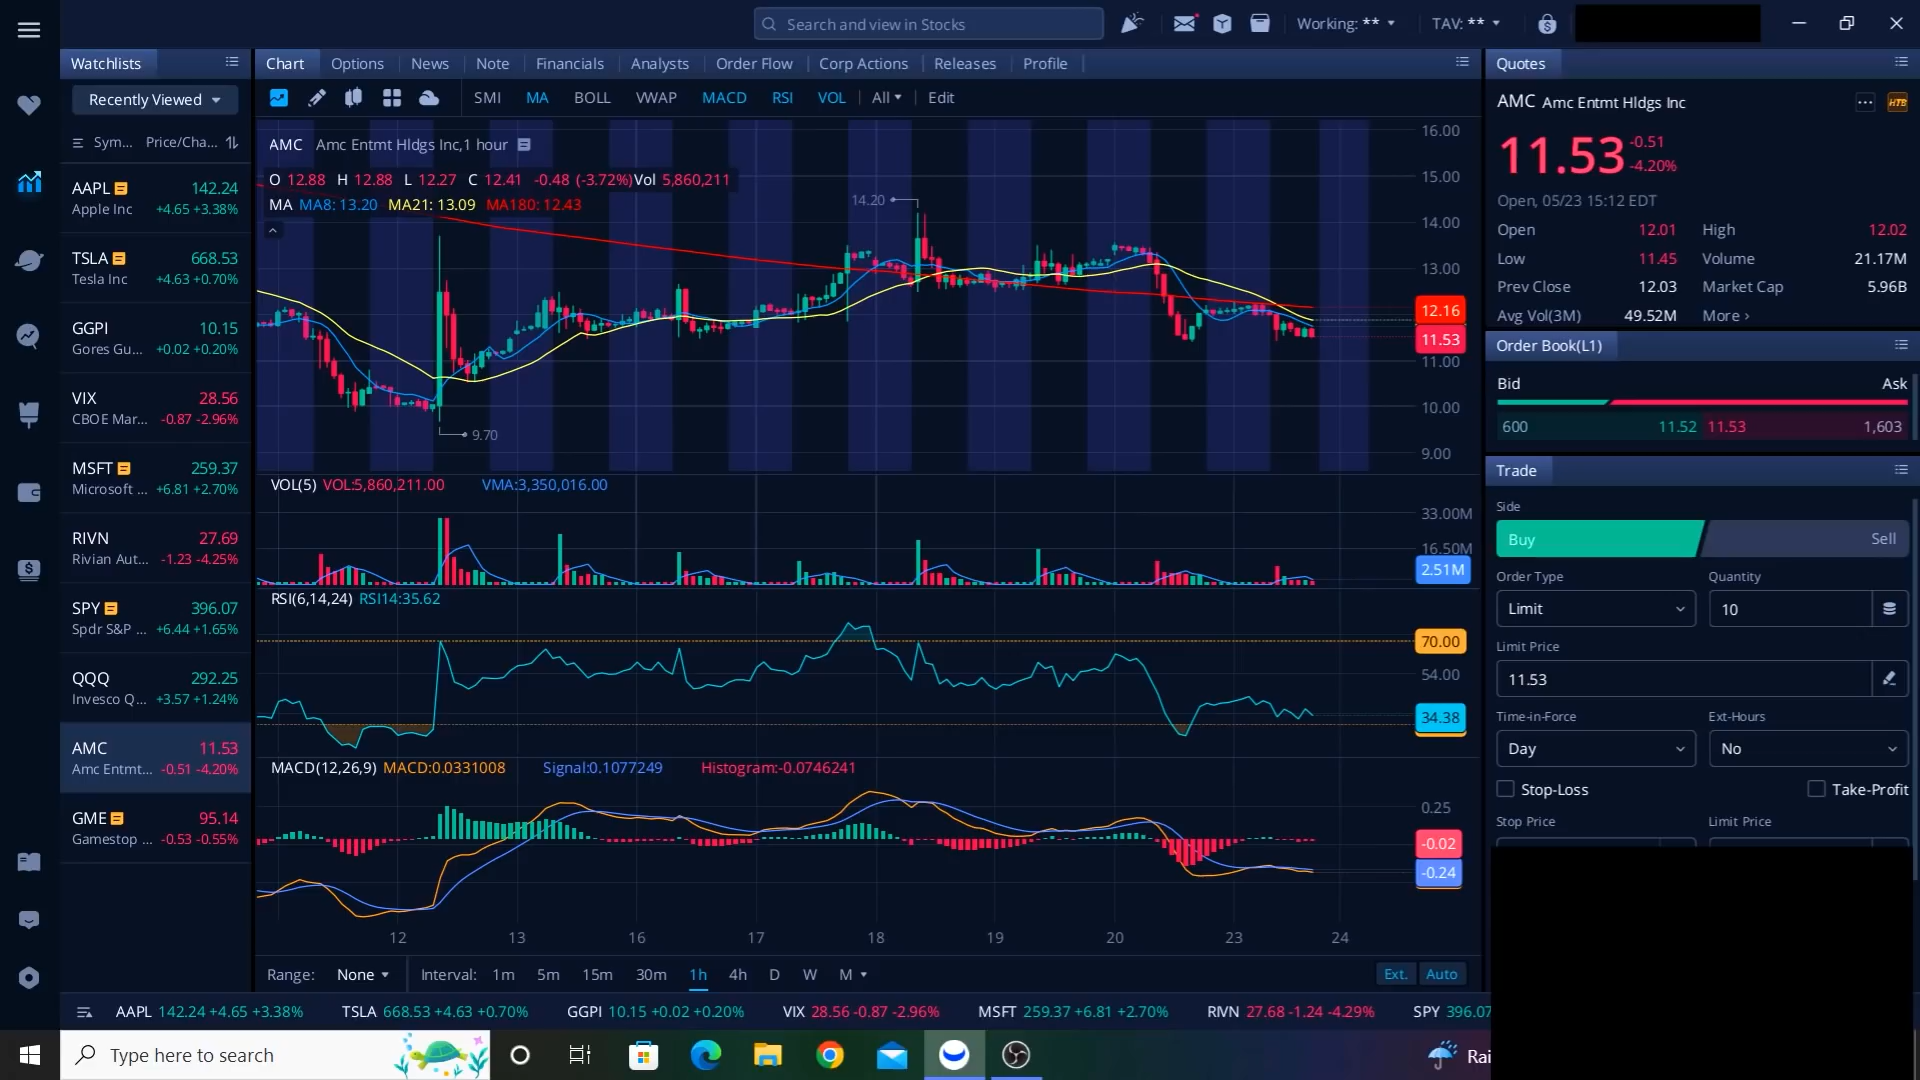 Search and view in Stocks
Working: **
TAV: **
Watchlists
Recently Viewed
Sym... Price/Cha...
AAPL 142.24
Apple Inc +4.65 +3.38%
TSLA 668.53
Tesla Inc +4.63 +0.70%
GGPI 10.15
Gores Gu... +0.02 +0.20%
VIX 28.56
CBOE Mar... -0.87 -2.96%
MSFT 259.37
Microsoft ... +6.81 +2.70%
RIVN 27.69
Rivian Aut... -1.23 -4.25%
SPY 396.07
Spdr S&P ... +6.44 +1.65%
QQQ 292.25
Invesco Q... +3.57 +1.24%
AMC 11.53
Amc Entmt... -0.51 -4.20%
GME 95.14
Gamestop ... -0.53 -0.55%
Chart Options News Note Financials Analysts Order Flow Corp Actions Releases Profile
SMI MA BOLL VWAP MACD RSI VOL All Edit
AMC Amc Entmt Hldgs Inc,1 hour
O 12.88 H 12.88 L 12.27 C 12.41 -0.48 (-3.72%)Vol 5,860,211
MA MA8: 13.20 MA21: 13.09 MA180: 12.43
14.20
9.70
16.00
15.00
14.00
13.00
12.16
11.53
11.00
10.00
9.00
VOL(5) VOL:5,860,211.00 VMA:3,350,016.00
33.00M
16.50M
2.51M
RSI(6,14,24) RSI14:35.62
70.00
54.00
34.38
MACD(12,26,9) MACD:0.0331008 Signal:0.1077249 Histogram:-0.0746241
0.25
-0.02
-0.24
12 13 16 17 18 19 20 23 24
Range: None Interval: 1m 5m 15m 30m 1h 4h D W M
Ext. Auto
Quotes
AMC Amc Entmt Hldgs Inc
HTB
11.53 -0.51
-4.20%
Open, 05/23 15:12 EDT
Open 12.01 High 12.02
Low 11.45 Volume 21.17M
Prev Close 12.03 Market Cap 5.96B
Avg Vol(3M) 49.52M More
Order Book(L1)
Bid Ask
600 11.52 11.53 1,603
Trade
Side
Buy Sell
Order Type Quantity
Limit 10
Limit Price
11.53
Time-in-Force Ext-Hours
Day No
Stop-Loss Take-Profit
Stop Price Limit Price
AAPL 142.24 +4.65 +3.38% TSLA 668.53 +4.63 +0.70% GGPI 10.15 +0.02 +0.20% VIX 28.56 -0.87 -2.96% MSFT 259.37 +6.81 +2.70% RIVN 27.68 -1.24 -4.29% SPY 396.07
Type here to search
Rai